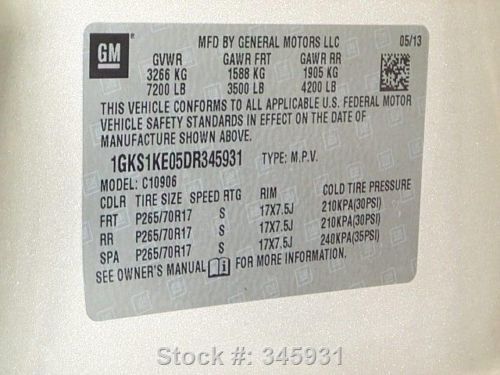 GM
MFD BY GENERAL MOTORS LLC 05/13
GVWR GAWR FRT GAWR RR
3266 KG 1588 KG 1905 KG
7200 LB 3500 LB 4200 LB
THIS VEHICLE CONFORMS TO ALL APPLICABLE U.S. FEDERAL MOTOR
VEHICLE SAFETY STANDARDS IN EFFECT ON THE DATE OF
MANUFACTURE SHOWN ABOVE.
1GKS1KE05DR345931 TYPE: M.P.V.
MODEL: C10906
CDLR TIRE SIZE SPEED RTG RIM COLD TIRE PRESSURE
FRT P265/70R17 S 17X7.5J 210KPA(30PSI)
RR P265/70R17 S 17X7.5J 210KPA(30PSI)
SPA P265/70R17 S 17X7.5J 240KPA(35PSI)
SEE OWNER'S MANUAL FOR MORE INFORMATION.
Stock #: 345931